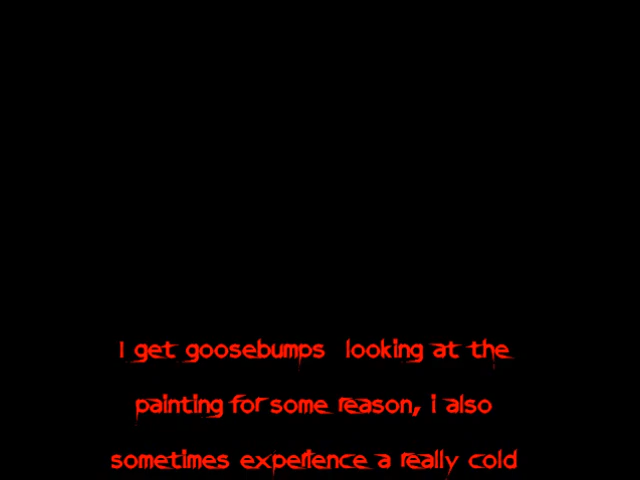 I get goosebumps looking at the
painting for some reason, i also
sometimes experience a really cold